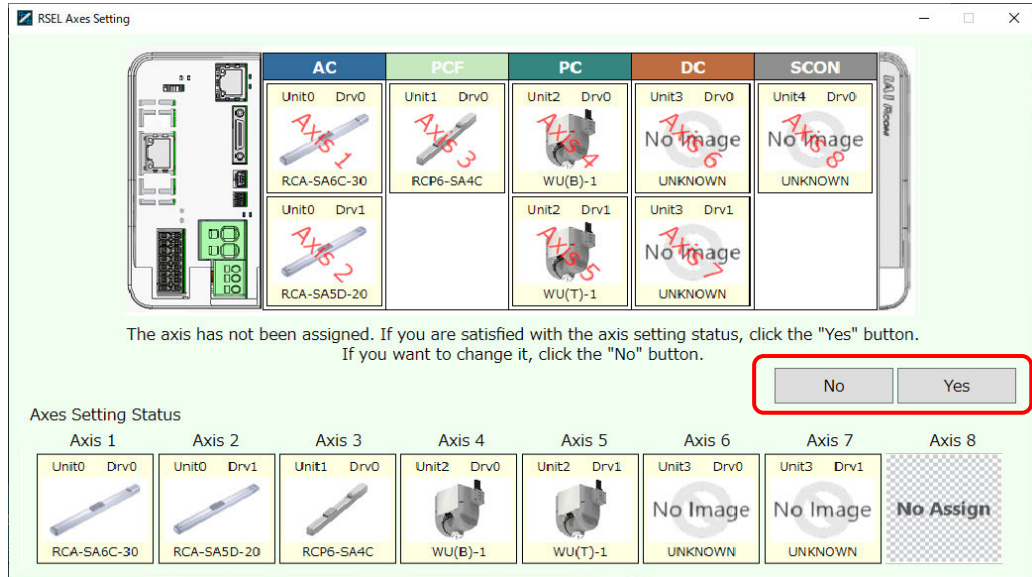 RSEL Axes Setting
AC PCF PC DC SCON
Unit0 Drv0 Unit1 Drv0 Unit2 Drv0 Unit3 Drv0 Unit4 Drv0
Axis 1 Axis 3 Axis 4 No Image Axis 6 No Image Axis 8
RCA-SA6C-30 RCP6-SA4C WU(B)-1 UNKNOWN UNKNOWN
Unit0 Drv1 Unit2 Drv1 Unit3 Drv1
Axis 2 Axis 5 No Image Axis 7
RCA-SA5D-20 WU(T)-1 UNKNOWN
IAI RCON
The axis has not been assigned. If you are satisfied with the axis setting status, click the "Yes" button.
If you want to change it, click the "No" button.
No Yes
Axes Setting Status
Axis 1 Axis 2 Axis 3 Axis 4 Axis 5 Axis 6 Axis 7 Axis 8
Unit0 Drv0 Unit0 Drv1 Unit1 Drv0 Unit2 Drv0 Unit2 Drv1 Unit3 Drv0 Unit3 Drv1
No Image No Image No Assign
RCA-SA6C-30 RCA-SA5D-20 RCP6-SA4C WU(B)-1 WU(T)-1 UNKNOWN UNKNOWN